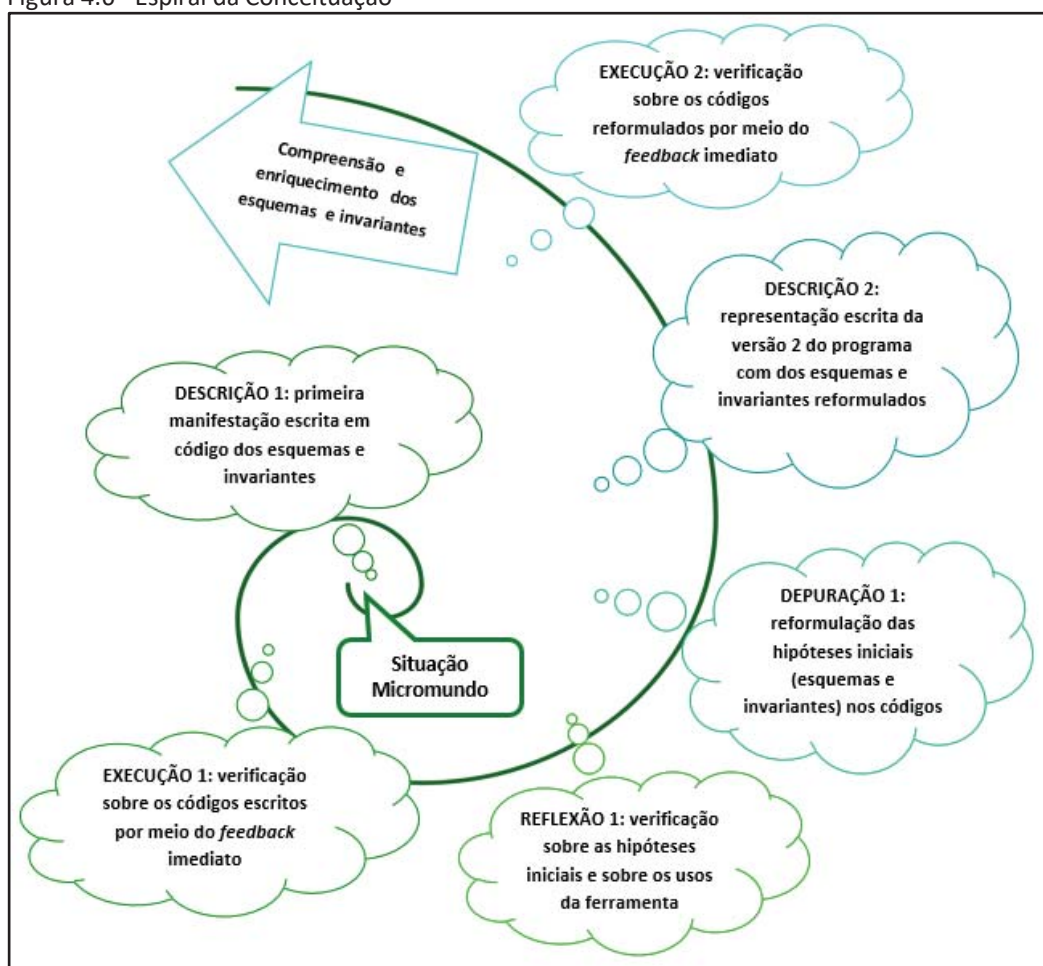 Figura 4.6 - Espiral da Conceituação
EXECUÇÃO 2: verificação
sobre os códigos
reformulados por meio do
feedback imediato
Compreensão e
enriquecimento dos
esquemas e invariantes
DESCRIÇÃO 2:
representação escrita da
versão 2 do programa
com dos esquemas e
invariantes reformulados
DESCRIÇÃO 1: primeira
manifestação escrita em
código dos esquemas e
invariantes
DEPURAÇÃO 1:
reformulação das
hipóteses iniciais
(esquemas e
invariantes) nos códigos
Situação
Micromundo
EXECUÇÃO 1: verificação
sobre os códigos escritos
por meio do feedback
imediato
REFLEXÃO 1: verificação
sobre as hipóteses
iniciais e sobre os usos
da ferramenta